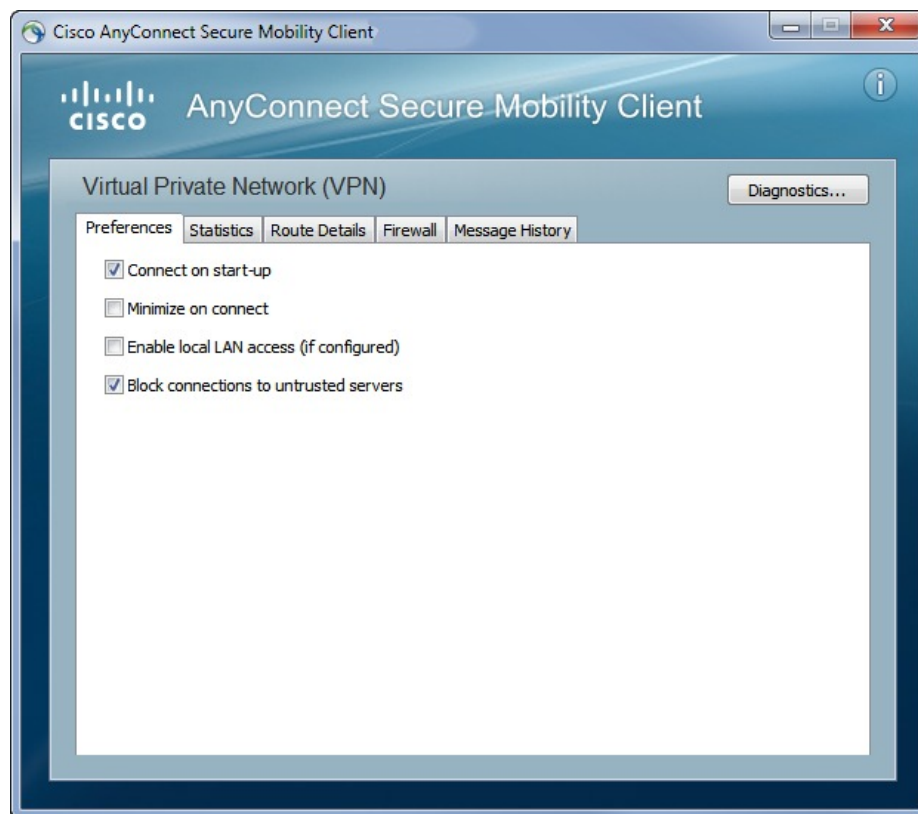 Cisco AnyConnect Secure Mobility Client
CISCO AnyConnect Secure Mobility Client
Virtual Private Network (VPN) Diagnostics...
Preferences Statistics Route Details Firewall Message History
Connect on start-up
Minimize on connect
Enable local LAN access (if configured)
Block connections to untrusted servers